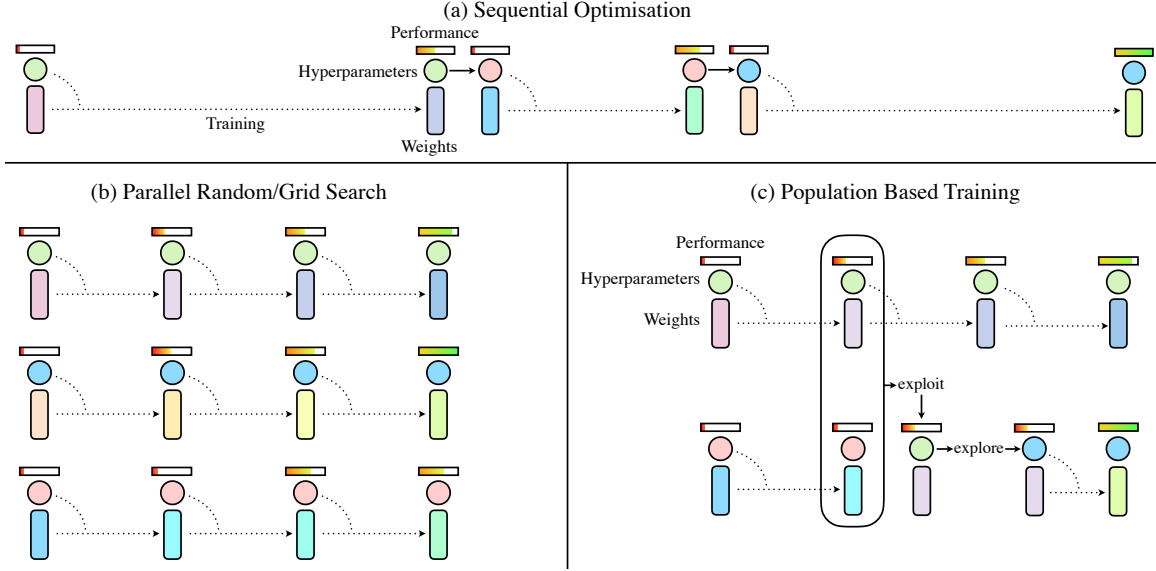 (a) Sequential Optimisation
Performance
Hyperparameters
Training
Weights
(b) Parallel Random/Grid Search
(c) Population Based Training
Performance
Hyperparameters
Weights
exploit
explore